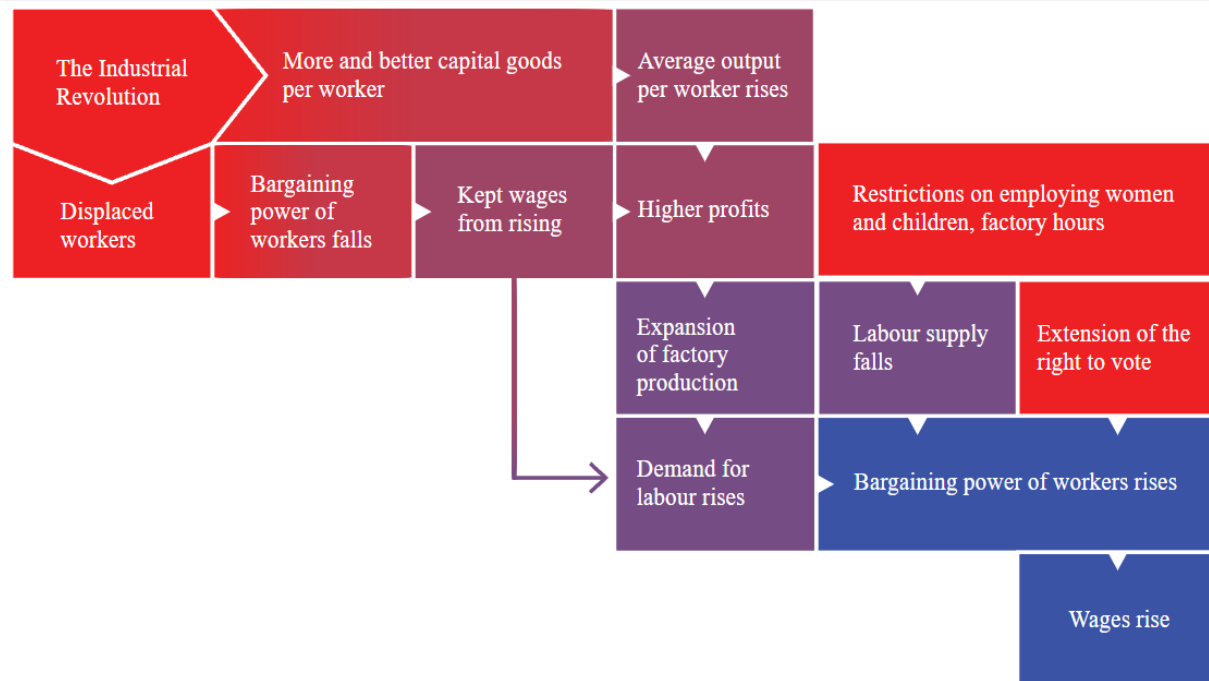 The Industrial
Revolution
More and better capital goods
per worker
Average output
per worker rises
Displaced
workers
Bargaining
power of
workers falls
Kept wages
from rising
Higher profits
Restrictions on employing women
and children, factory hours
Expansion
of factory
production
Labour supply
falls
Extension of the
right to vote
Demand for
labour rises
Bargaining power of workers rises
Wages rise